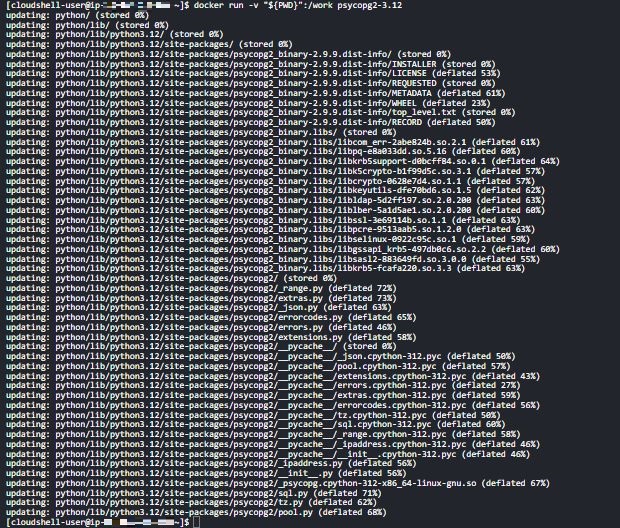 [cloudshell-user@ip- ~]$ docker run -v "${PWD}":/work psycopg2-3.12
updating: python/ (stored 0%)
updating: python/lib/ (stored 0%)
updating: python/lib/python3.12/ (stored 0%)
updating: python/lib/python3.12/site-packages/ (stored 0%)
updating: python/lib/python3.12/site-packages/psycopg2_binary-2.9.9.dist-info/ (stored 0%)
updating: python/lib/python3.12/site-packages/psycopg2_binary-2.9.9.dist-info/INSTALLER (stored 0%)
updating: python/lib/python3.12/site-packages/psycopg2_binary-2.9.9.dist-info/LICENSE (deflated 53%)
updating: python/lib/python3.12/site-packages/psycopg2_binary-2.9.9.dist-info/REQUESTED (stored 0%)
updating: python/lib/python3.12/site-packages/psycopg2_binary-2.9.9.dist-info/METADATA (deflated 61%)
updating: python/lib/python3.12/site-packages/psycopg2_binary-2.9.9.dist-info/WHEEL (deflated 23%)
updating: python/lib/python3.12/site-packages/psycopg2_binary-2.9.9.dist-info/top_level.txt (stored 0%)
updating: python/lib/python3.12/site-packages/psycopg2_binary-2.9.9.dist-info/RECORD (deflated 50%)
updating: python/lib/python3.12/site-packages/psycopg2_binary.libs/ (stored 0%)
updating: python/lib/python3.12/site-packages/psycopg2_binary.libs/libcom_err-2abe824b.so.2.1 (deflated 61%)
updating: python/lib/python3.12/site-packages/psycopg2_binary.libs/libpq-e8a033dd.so.5.16 (deflated 60%)
updating: python/lib/python3.12/site-packages/psycopg2_binary.libs/libkrb5support-d0bcff84.so.0.1 (deflated 64%)
updating: python/lib/python3.12/site-packages/psycopg2_binary.libs/libk5crypto-b1f99d5c.so.3.1 (deflated 57%)
updating: python/lib/python3.12/site-packages/psycopg2_binary.libs/libcrypto-0628e7d4.so.1.1 (deflated 57%)
updating: python/lib/python3.12/site-packages/psycopg2_binary.libs/libkeyutils-dfe70bd6.so.1.5 (deflated 62%)
updating: python/lib/python3.12/site-packages/psycopg2_binary.libs/libldap-5d2ff197.so.2.0.200 (deflated 63%)
updating: python/lib/python3.12/site-packages/psycopg2_binary.libs/liblber-5a1d5ae1.so.2.0.200 (deflated 60%)
updating: python/lib/python3.12/site-packages/psycopg2_binary.libs/libssl-3e69114b.so.1.1 (deflated 63%)
updating: python/lib/python3.12/site-packages/psycopg2_binary.libs/libpcre-9513aab5.so.1.2.0 (deflated 63%)
updating: python/lib/python3.12/site-packages/psycopg2_binary.libs/libselinux-0922c95c.so.1 (deflated 59%)
updating: python/lib/python3.12/site-packages/psycopg2_binary.libs/libgssapi_krb5-497db0c6.so.2.2 (deflated 60%)
updating: python/lib/python3.12/site-packages/psycopg2_binary.libs/libsasl2-883649fd.so.3.0.0 (deflated 55%)
updating: python/lib/python3.12/site-packages/psycopg2_binary.libs/libkrb5-fcafa220.so.3.3 (deflated 63%)
updating: python/lib/python3.12/site-packages/psycopg2/ (stored 0%)
updating: python/lib/python3.12/site-packages/psycopg2/_range.py (deflated 72%)
updating: python/lib/python3.12/site-packages/psycopg2/extras.py (deflated 73%)
updating: python/lib/python3.12/site-packages/psycopg2/_json.py (deflated 63%)
updating: python/lib/python3.12/site-packages/psycopg2/errorcodes.py (deflated 65%)
updating: python/lib/python3.12/site-packages/psycopg2/errors.py (deflated 46%)
updating: python/lib/python3.12/site-packages/psycopg2/extensions.py (deflated 58%)
updating: python/lib/python3.12/site-packages/psycopg2/__pycache__/ (stored 0%)
updating: python/lib/python3.12/site-packages/psycopg2/__pycache__/_json.cpython-312.pyc (deflated 50%)
updating: python/lib/python3.12/site-packages/psycopg2/__pycache__/pool.cpython-312.pyc (deflated 57%)
updating: python/lib/python3.12/site-packages/psycopg2/__pycache__/extensions.cpython-312.pyc (deflated 43%)
updating: python/lib/python3.12/site-packages/psycopg2/__pycache__/errors.cpython-312.pyc (deflated 27%)
updating: python/lib/python3.12/site-packages/psycopg2/__pycache__/extras.cpython-312.pyc (deflated 59%)
updating: python/lib/python3.12/site-packages/psycopg2/__pycache__/errorcodes.cpython-312.pyc (deflated 56%)
updating: python/lib/python3.12/site-packages/psycopg2/__pycache__/tz.cpython-312.pyc (deflated 50%)
updating: python/lib/python3.12/site-packages/psycopg2/__pycache__/sql.cpython-312.pyc (deflated 60%)
updating: python/lib/python3.12/site-packages/psycopg2/__pycache__/_range.cpython-312.pyc (deflated 58%)
updating: python/lib/python3.12/site-packages/psycopg2/__pycache__/_ipaddress.cpython-312.pyc (deflated 46%)
updating: python/lib/python3.12/site-packages/psycopg2/__pycache__/__init__.cpython-312.pyc (deflated 46%)
updating: python/lib/python3.12/site-packages/psycopg2/_ipaddress.py (deflated 56%)
updating: python/lib/python3.12/site-packages/psycopg2/__init__.py (deflated 56%)
updating: python/lib/python3.12/site-packages/psycopg2/_psycopg.cpython-312-x86_64-linux-gnu.so (deflated 67%)
updating: python/lib/python3.12/site-packages/psycopg2/sql.py (deflated 71%)
updating: python/lib/python3.12/site-packages/psycopg2/tz.py (deflated 62%)
updating: python/lib/python3.12/site-packages/psycopg2/pool.py (deflated 68%)
[cloudshell-user@ip- ~]$